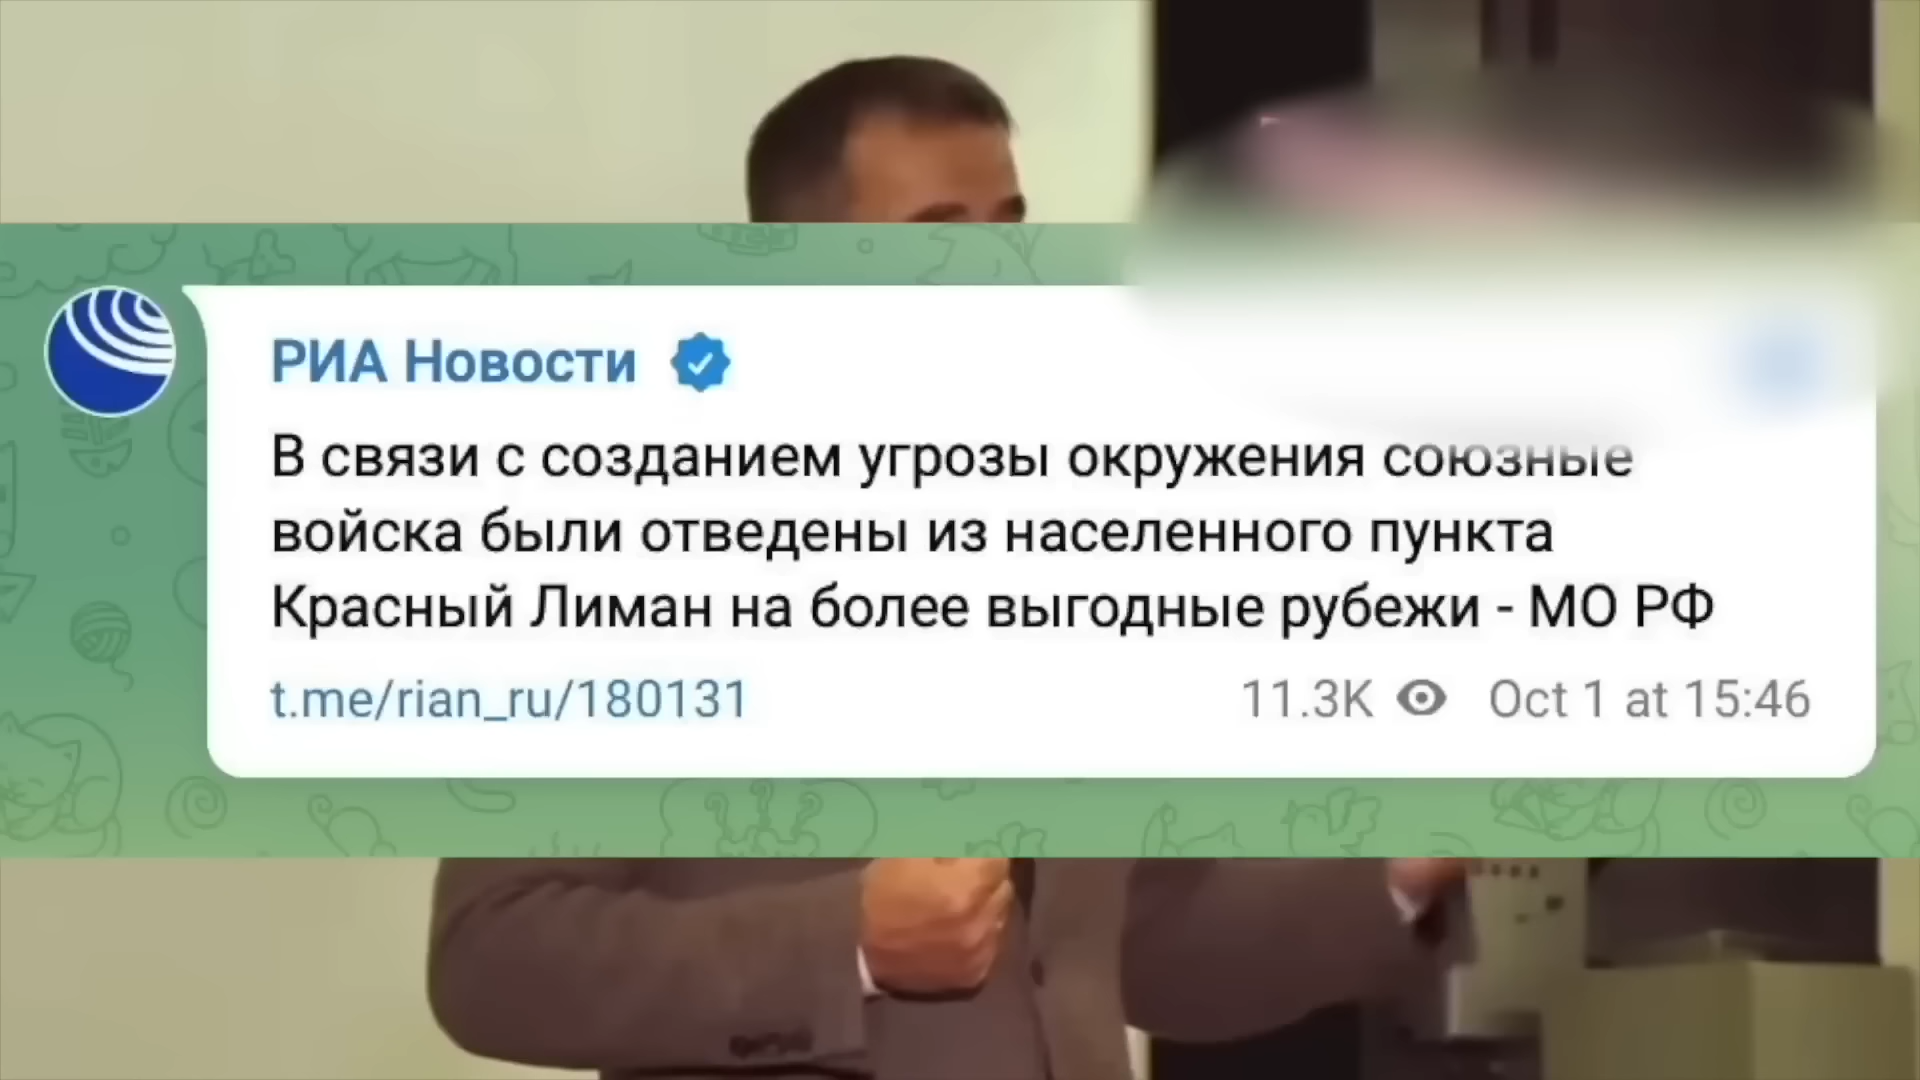 РИА Новости
В связи с созданием угрозы окружения союзные
войска были отведены из населенного пункта
Красный Лиман на более выгодные рубежи - МО РФ
t.me/rian_ru/180131 11.3K Oct 1 at 15:46